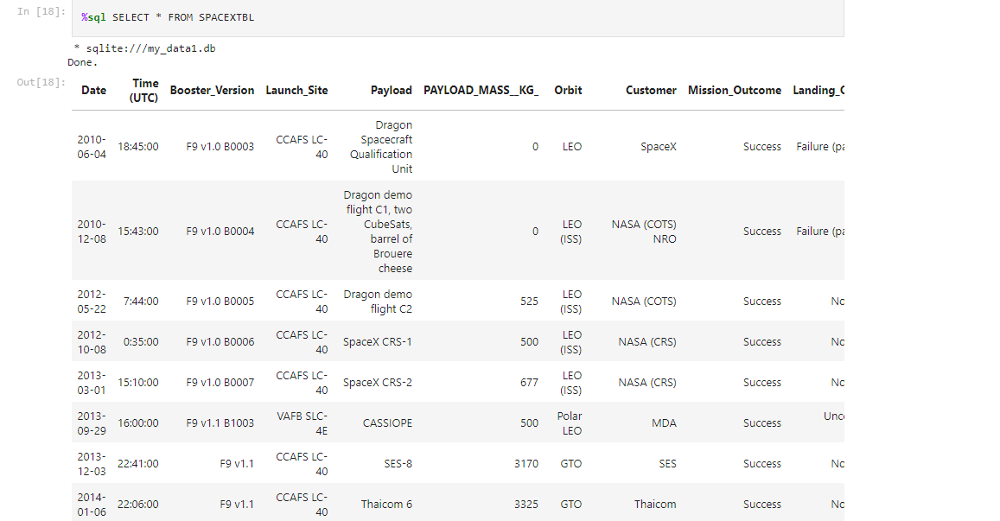 In [18]: %sql SELECT * FROM SPACEXTBL
* sqlite:///my_data1.db
Done.
Out[18]:
Date Time (UTC) Booster_Version Launch_Site Payload PAYLOAD_MASS__KG_ Orbit Customer Mission_Outcome
2010-06-04 18:45:00 F9 v1.0 B0003 CCAFS LC-40 Dragon Spacecraft Qualification Unit 0 LEO SpaceX Success Failure
2010-12-08 15:43:00 F9 v1.0 B0004 CCAFS LC-40 Dragon demo flight C1, two CubeSats, barrel of Brouere cheese 0 LEO (ISS) NASA (COTS) NRO Success Failure
2012-05-22 7:44:00 F9 v1.0 B0005 CCAFS LC-40 Dragon demo flight C2 525 LEO (ISS) NASA (COTS) Success
2012-10-08 0:35:00 F9 v1.0 B0006 CCAFS LC-40 SpaceX CRS-1 500 LEO (ISS) NASA (CRS) Success
2013-03-01 15:10:00 F9 v1.0 B0007 CCAFS LC-40 SpaceX CRS-2 677 LEO (ISS) NASA (CRS) Success
2013-09-29 16:00:00 F9 v1.1 B1003 VAFB SLC-4E CASSIOPE 500 Polar LEO MDA Success
2013-12-03 22:41:00 F9 v1.1 CCAFS LC-40 SES-8 3170 GTO SES Success
2014-01-06 22:06:00 F9 v1.1 CCAFS LC-40 Thaicom 6 3325 GTO Thaicom Success